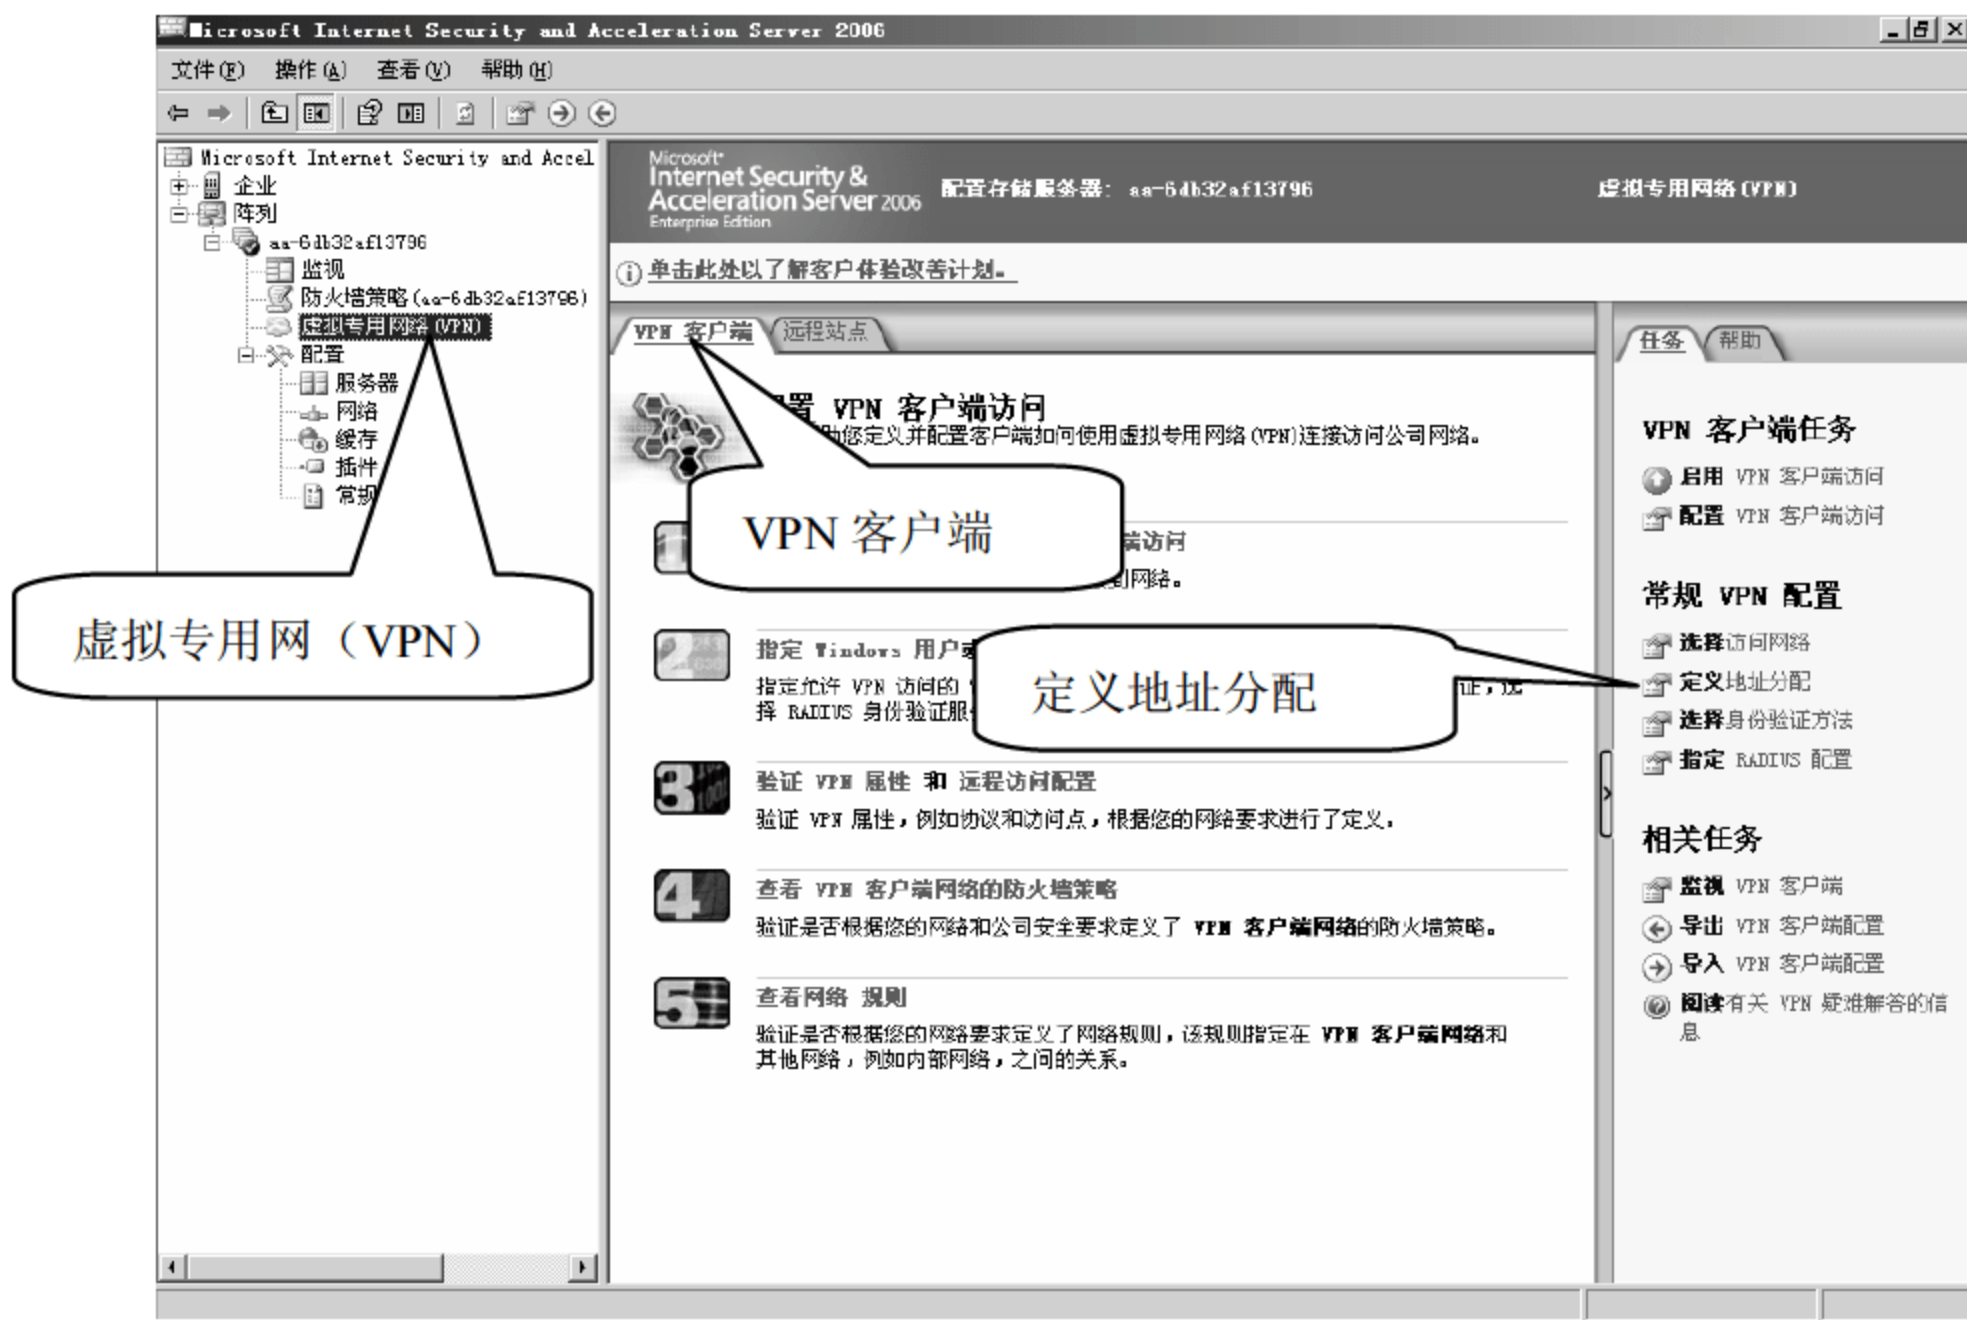 Microsoft Internet Security and Acceleration Server 2006
文件(F) 操作(A) 查看(V) 帮助(H)
Microsoft Internet Security and Accel
企业
阵列
aa-6db32af13796
监视
防火墙策略(aa-6db32af13796)
虚拟专用网络(VPN)
配置
服务器
网络
缓存
插件
常规
虚拟专用网（VPN）
Microsoft
Internet Security &
Acceleration Server 2006
Enterprise Edition
配置存储服务器: aa-6db32af13796
虚拟专用网络(VPN)
单击此处以了解客户体验改善计划。
VPN 客户端 远程站点
置 VPN 客户端访问
您定义并配置客户端如何使用虚拟专用网络(VPN)连接访问公司网络。
VPN 客户端
端访问
网络。
指定 Windows 用户
指定允许 VPN 访问的
择 RADIUS 身份验证服
定义地址分配
3
验证 VPN 属性 和 远程访问配置
验证 VPN 属性，例如协议和访问点，根据您的网络要求进行了定义。
4
查看 VPN 客户端网络的防火墙策略
验证是否根据您的网络和公司安全要求定义了 VPN 客户端网络的防火墙策略。
5
查看网络 规则
验证是否根据您的网络要求定义了网络规则，该规则指定在 VPN 客户端网络和
其他网络，例如内部网络，之间的关系。
任务 帮助
VPN 客户端任务
启用 VPN 客户端访问
配置 VPN 客户端访问
常规 VPN 配置
选择访问网络
定义地址分配
选择身份验证方法
指定 RADIUS 配置
相关任务
监视 VPN 客户端
导出 VPN 客户端配置
导入 VPN 客户端配置
阅读有关 VPN 疑难解答的信
息